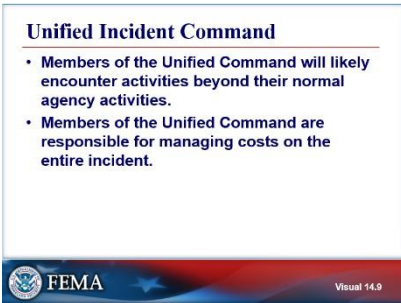 Unified Incident Command
• Members of the Unified Command will likely
encounter activities beyond their normal
agency activities.
• Members of the Unified Command are
responsible for managing costs on the
entire incident.
FEMA
Visual 14.9